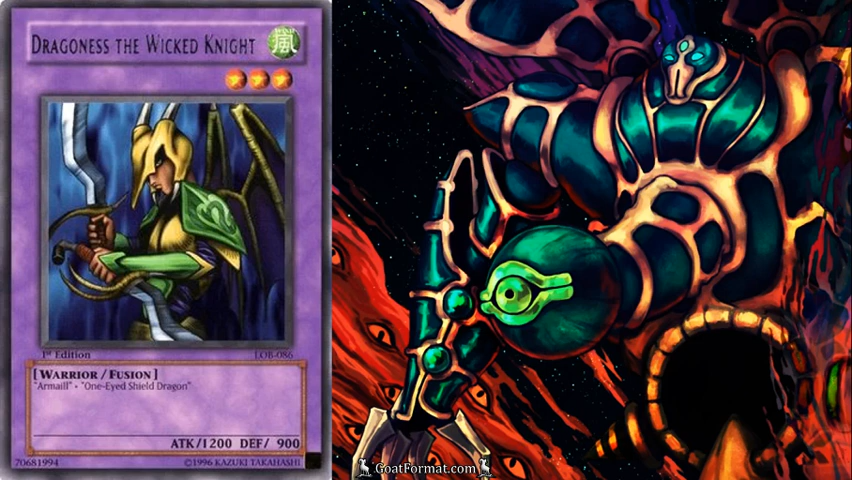 DRAGONESS THE WICKED KNIGHT 風
1st Edition LOB-086
[WARRIOR / FUSION]
"Armaill" + "One-Eyed Shield Dragon"
ATK/1200 DEF/ 900
70681994 ©1996 KAZUKI TAKAHASHI
GoatFormat.com